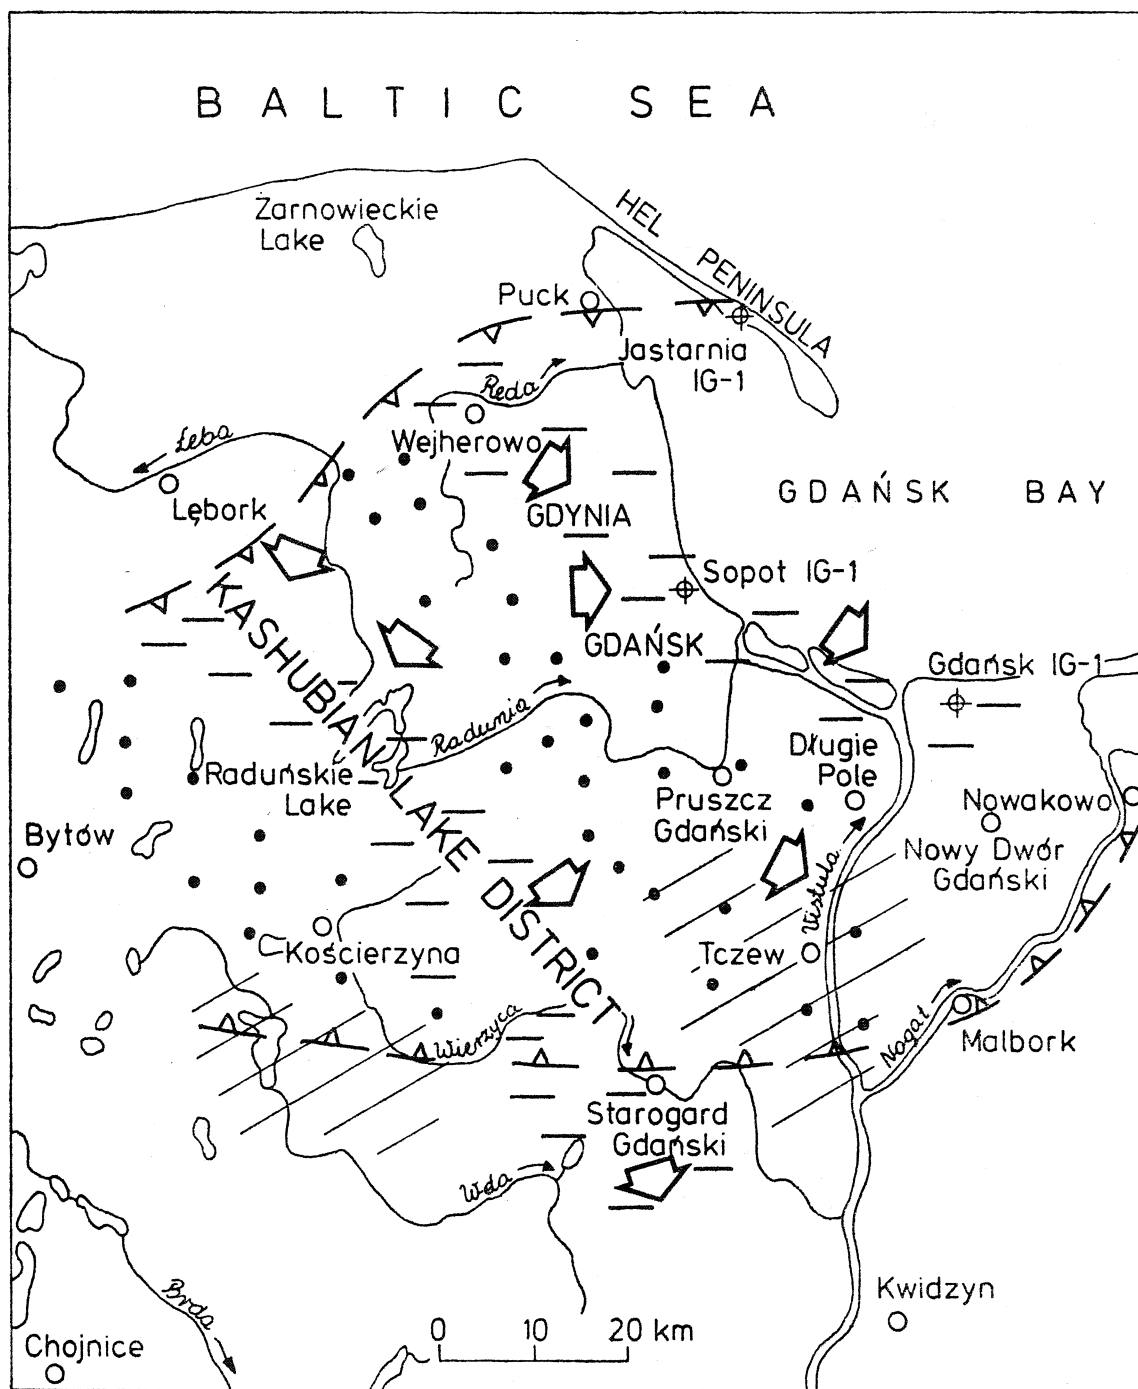 BALTIC SEA
Żarnowieckie
Lake
HEL PENINSULA
Puck
Jastarnia
IG-1
Reda
Wejherowo
Łeba
Lębork
GDAŃSK BAY
GDYNIA
Sopot IG-1
KASHUBIAN LAKE DISTRICT
GDAŃSK
Gdańsk IG-1
Radunia
Długie
Pole
Raduńskie
Lake
Pruszcz
Gdański
Nowakowo
Bytów
Nowy Dwór
Gdański
Vistula
Kościerzyna
Tczew
Wierzyca
Nogat
Malbork
Starogard
Gdański
Wda
Brda
Kwidzyn
Chojnice
0 10 20 km